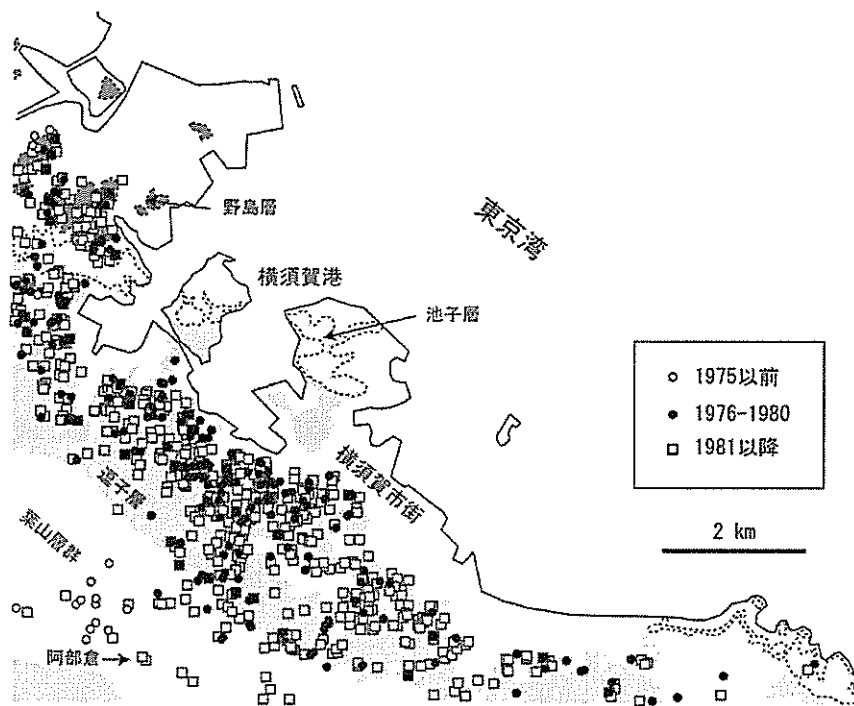 野島層
東京湾
横須賀港
池子層
1975以前
1976-1980
1981以降
横須賀市街
逗子層
2 km
葉山層群
阿部倉